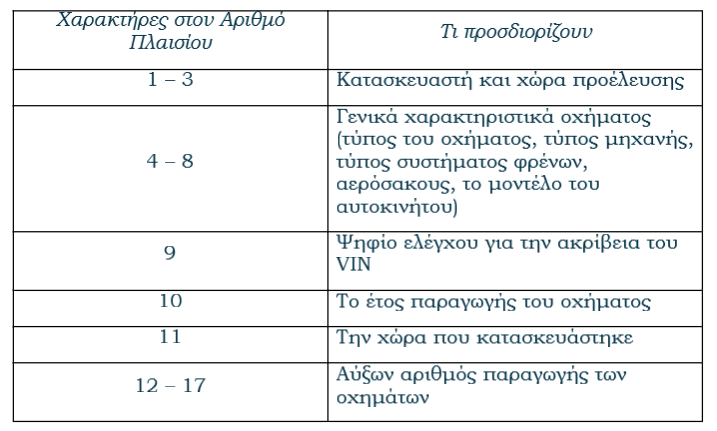 Χαρακτήρες στον Αριθμό
Πλαισίου
Τι προσδιορίζουν
1 – 3
Κατασκευαστή και χώρα προέλευσης
4 – 8
Γενικά χαρακτηριστικά οχήματος
(τύπος του οχήματος, τύπος μηχανής,
τύπος συστήματος φρένων,
αερόσακους, το μοντέλο του
αυτοκινήτου)
9
Ψηφίο ελέγχου για την ακρίβεια του
VIN
10
Το έτος παραγωγής του οχήματος
11
Την χώρα που κατασκευάστηκε
12 – 17
Αύξων αριθμός παραγωγής των
οχημάτων